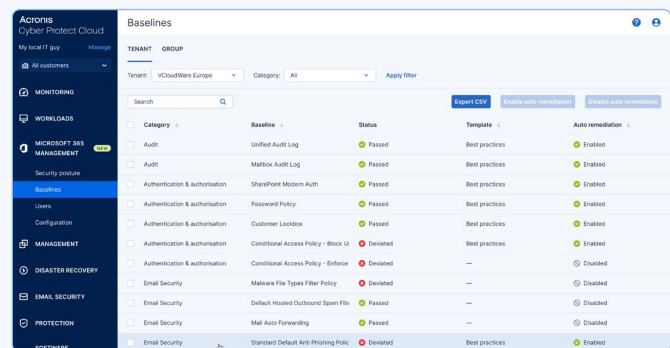 Acronis
Cyber Protect Cloud
My local IT guy Manage
All customers
MONITORING
WORKLOADS
MICROSOFT 365
MANAGEMENT NEW
Security posture
Baselines
Users
Configuration
MANAGEMENT
DISASTER RECOVERY
EMAIL SECURITY
PROTECTION
SOFTWARE
Baselines
TENANT GROUP
Tenant: VCloudWare Europe Category: All Apply filter
Search Export CSV Enable auto remediation Disable auto remediation
Category Baseline Status Template Auto remediation
Audit Unified Audit Log Passed Best practices Enabled
Audit Mailbox Audit Log Passed Best practices Enabled
Authentication & authorisation SharePoint Modern Auth Passed Best practices Enabled
Authentication & authorisation Password Policy Passed Best practices Enabled
Authentication & authorisation Customer Lockbox Passed Best practices Enabled
Authentication & authorisation Conditional Access Policy - Block Deviated Best practices Enabled
Authentication & authorisation Conditional Access Policy - Enforce Deviated — Disabled
Email Security Malware File Types Filter Policy Deviated — Disabled
Email Security Default Hosted Outbound Spam Passed — Disabled
Email Security Mail Auto Forwarding Passed — Disabled
Email Security Standard Default Anti Phishing Polic Deviated Best practices Enabled